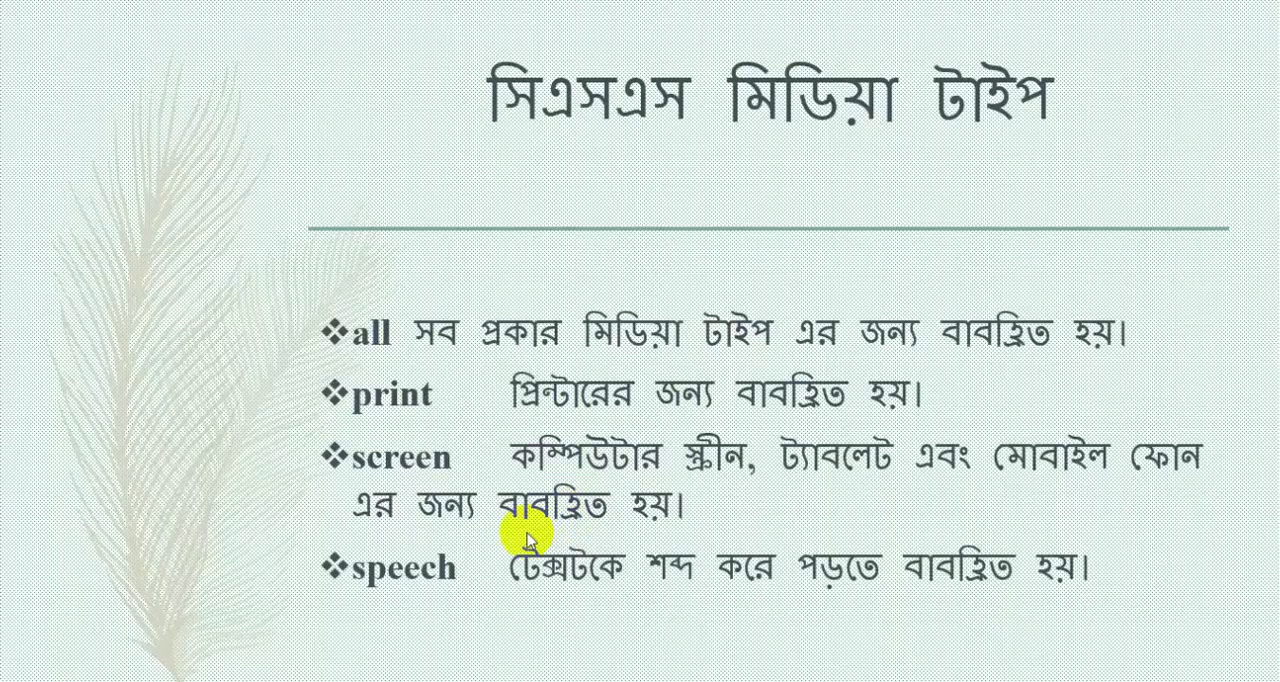 সিএসএস মিডিয়া টাইপ
❖all সব প্রকার মিডিয়া টাইপ এর জন্য বাবহ্রিত হয়।
❖print প্রিন্টারের জন্য বাবহ্রিত হয়।
❖screen কম্পিউটার স্ক্রীন, ট্যাবলেট এবং মোবাইল ফোন
এর জন্য বাবহ্রিত হয়।
❖speech টেক্সটকে শব্দ করে পড়তে বাবহ্রিত হয়।